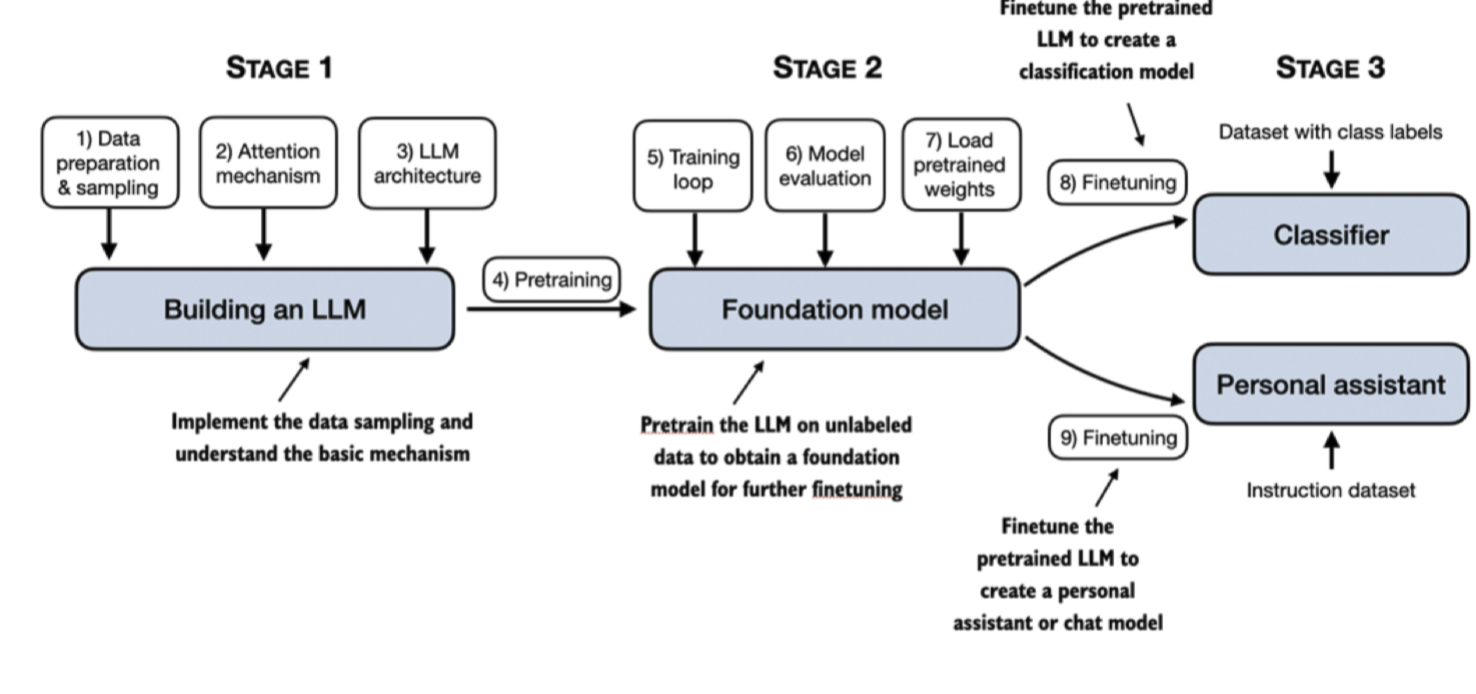 Finetune the pretrained
LLM to create a
classification model
STAGE 1
STAGE 2
STAGE 3
1) Data
preparation
& sampling
2) Attention
mechanism
3) LLM
architecture
5) Training
loop
6) Model
evaluation
7) Load
pretrained
weights
8) Finetuning
Dataset with class labels
Classifier
4) Pretraining
Building an LLM
Foundation model
Personal assistant
Implement the data sampling and
understand the basic mechanism
Pretrain the LLM on unlabeled
data to obtain a foundation
model for further finetuning
9) Finetuning
Instruction dataset
Finetune the
pretrained LLM to
create a personal
assistant or chat model